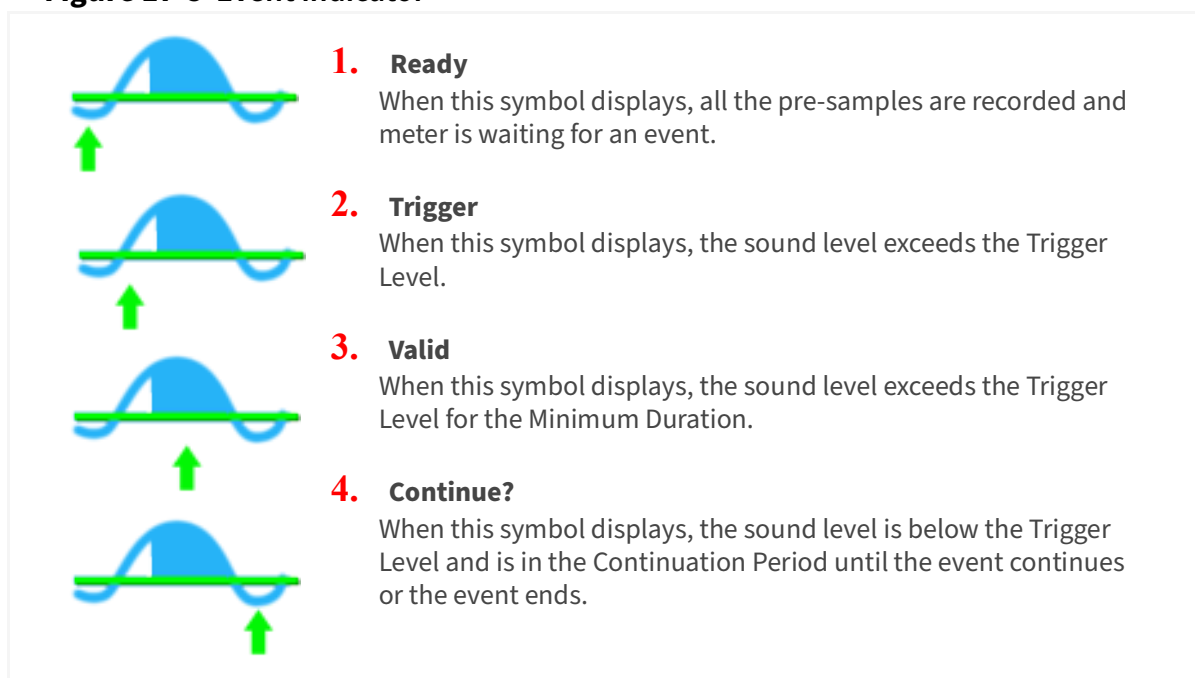 1. Ready
When this symbol displays, all the pre-samples are recorded and
meter is waiting for an event.
2. Trigger
When this symbol displays, the sound level exceeds the Trigger
Level.
3. Valid
When this symbol displays, the sound level exceeds the Trigger
Level for the Minimum Duration.
4. Continue?
When this symbol displays, the sound level is below the Trigger
Level and is in the Continuation Period until the event continues
or the event ends.